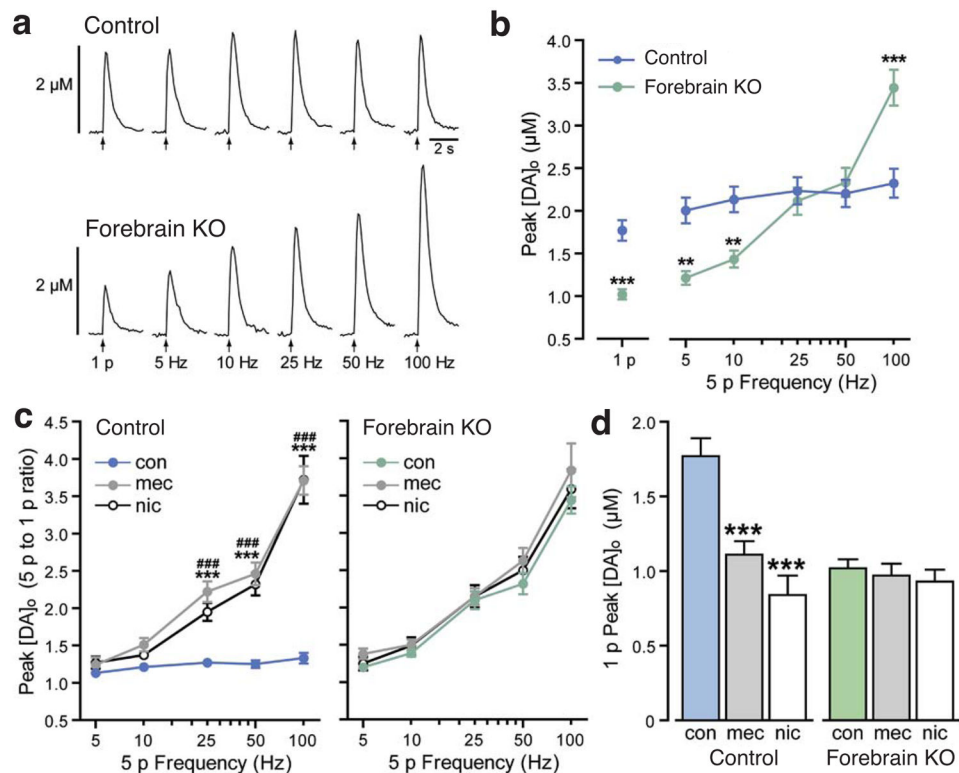 a
Control
2 µM
2 s
Forebrain KO
2 µM
1 p 5 Hz 10 Hz 25 Hz 50 Hz 100 Hz
b
Control
Forebrain KO
Peak [DA]o (µM)
4.0
3.5
3.0
2.5
2.0
1.5
1.0
0.5
***
**
**
***
1 p 5 10 25 50 100
5 p Frequency (Hz)
c
Control
con
mec
nic
Peak [DA]o (5 p to 1 p ratio)
4.5
4.0
3.5
3.0
2.5
2.0
1.5
1.0
0.5
###
***
###
***
###
***
5 10 25 50 100
5 p Frequency (Hz)
Forebrain KO
con
mec
nic
5 10 25 50 100
5 p Frequency (Hz)
d
1 p Peak [DA]o (µM)
2.0
1.5
1.0
0.5
0
***
***
con mec nic con mec nic
Control Forebrain KO